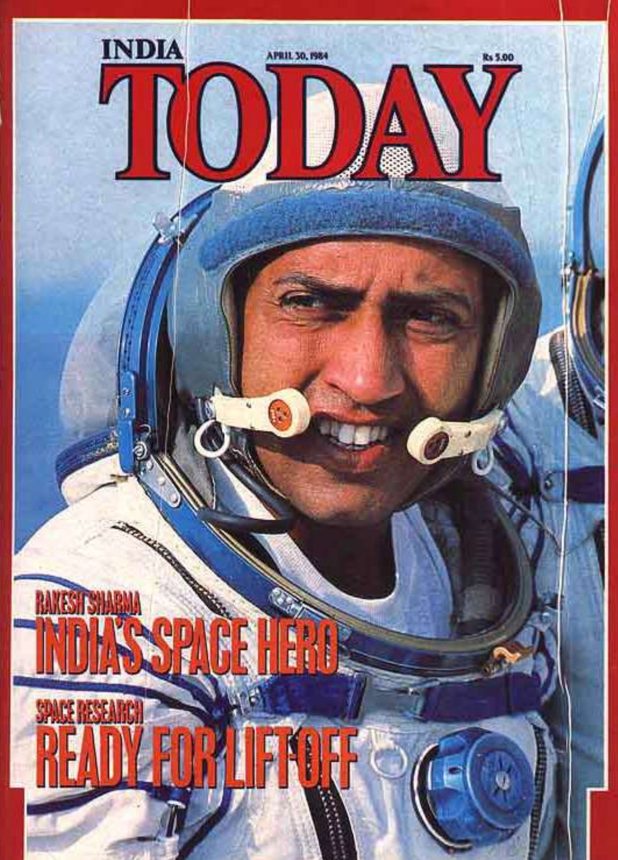 INDIA
APRIL 30, 1984
Rs 5.00
TODAY
RAKESH SHARMA
INDIA'S SPACE HERO
SPACE RESEARCH
READY FOR LIFT-OFF